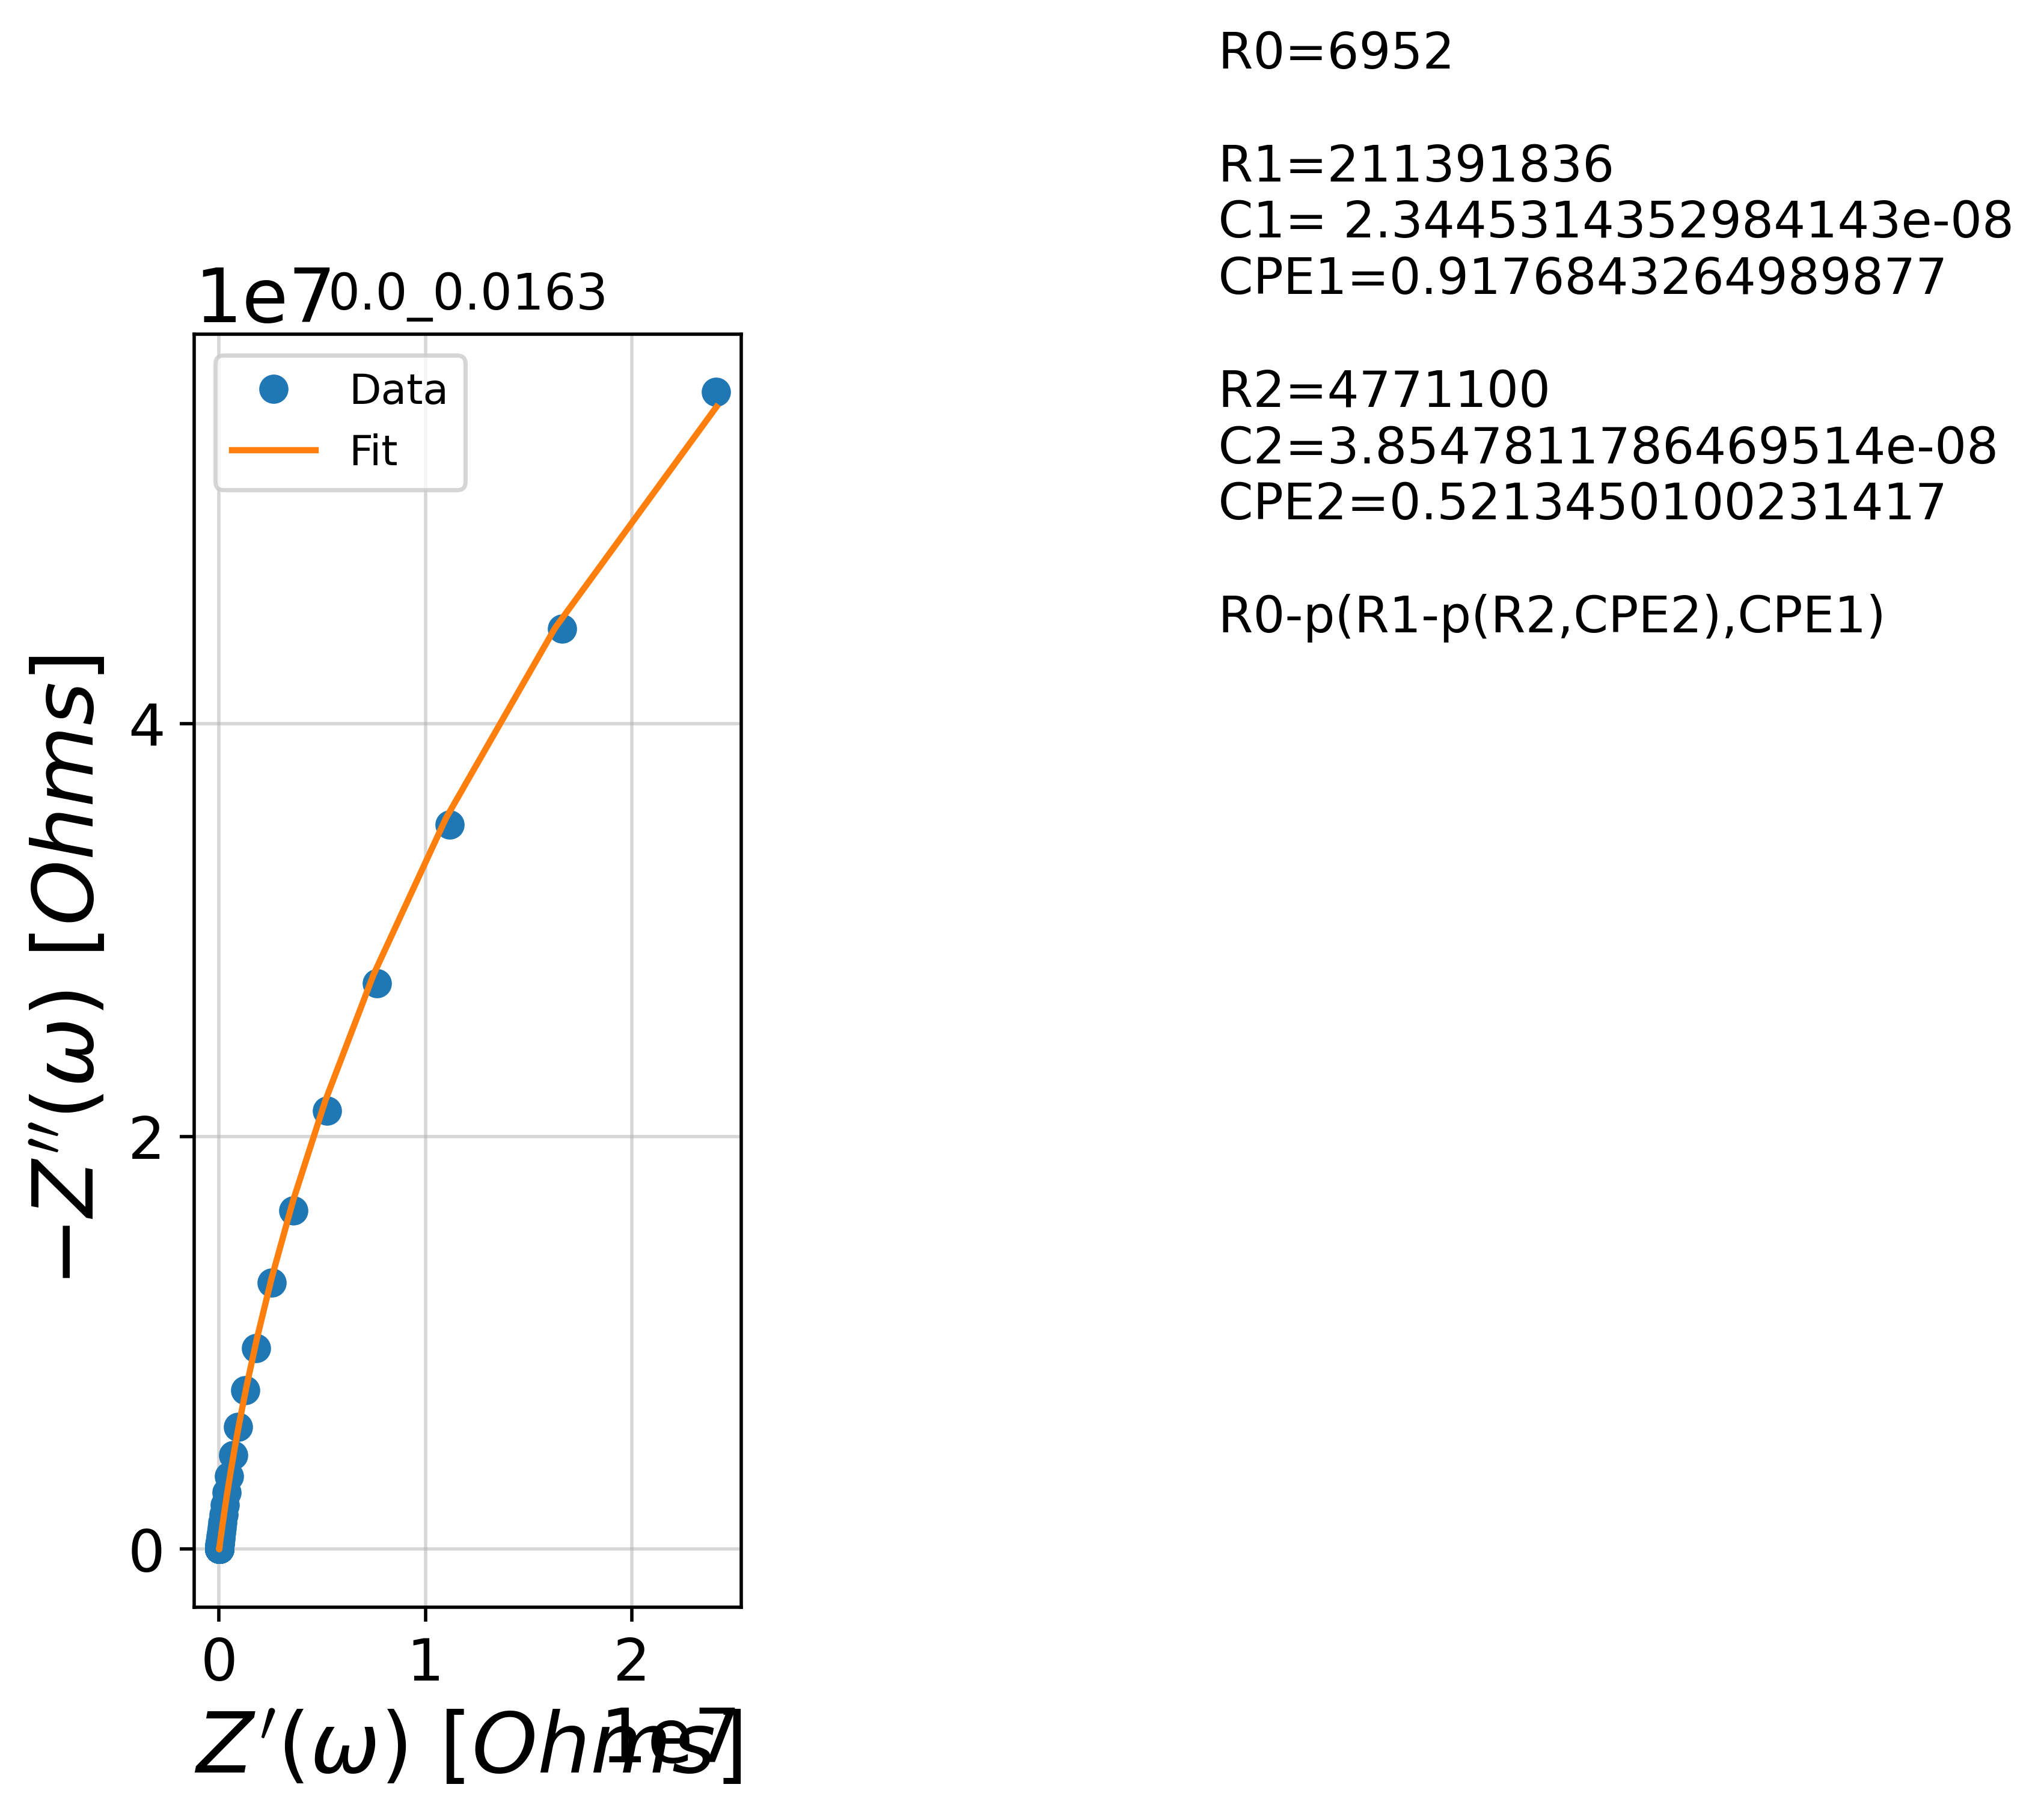 R0=6952
R1=211391836
C1= 2.3445314352984143e-08
CPE1=0.9176843264989877
R2=4771100
C2=3.8547811786469514e-08
CPE2=0.5213450100231417
R0-p(R1-p(R2,CPE2),CPE1)
1e7
0.0_0.0163
Data
Fit
−Z′′(ω) [Ohms]
4
2
0
0 1 2
Z′(ω) [Ohms]
1e7